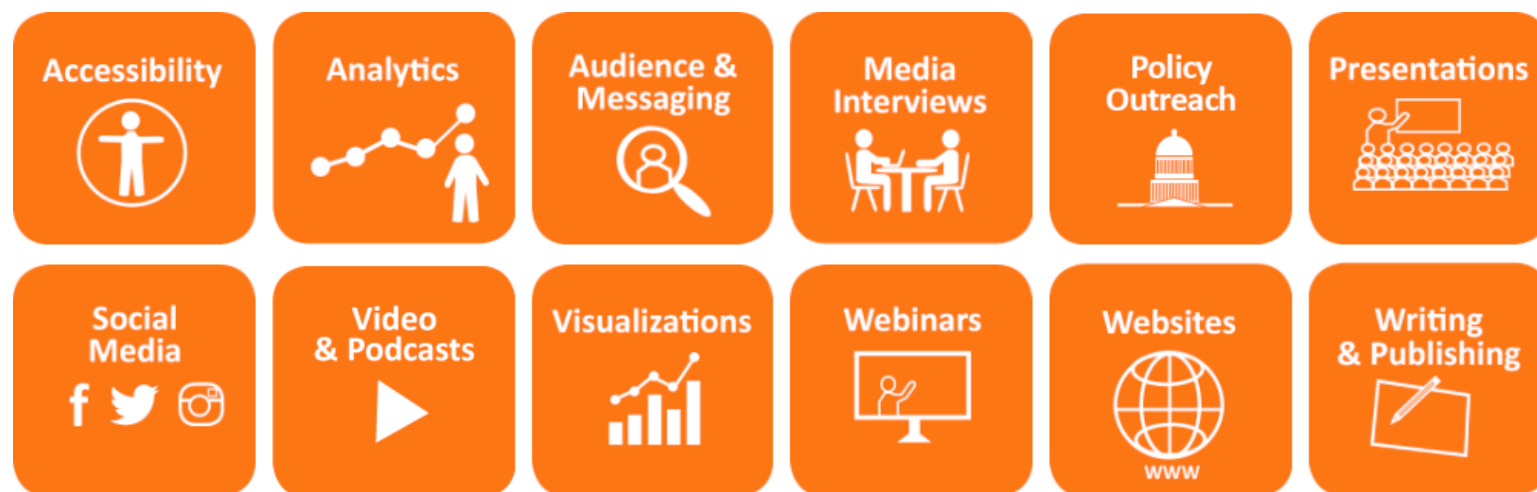 Accessibility
Analytics
Audience &
Messaging
Media
Interviews
Policy
Outreach
Presentations
Social
Media
f
Video
& Podcasts
Visualizations
Webinars
Websites
www
Writing
& Publishing